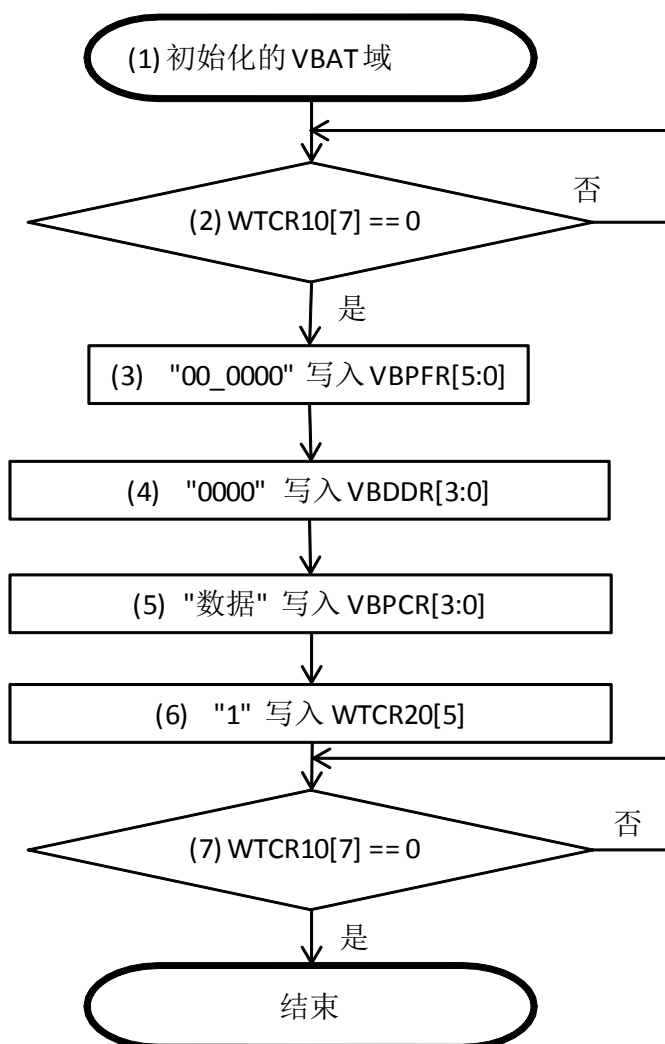 (1) 初始化的 VBAT 域
否
(2) WTCR10[7] == 0
是
(3) "00_0000" 写入 VBPFR[5:0]
(4) "0000" 写入 VBDDR[3:0]
(5) "数据" 写入 VBPCR[3:0]
(6) "1" 写入 WTCR20[5]
否
(7) WTCR10[7] == 0
是
结束